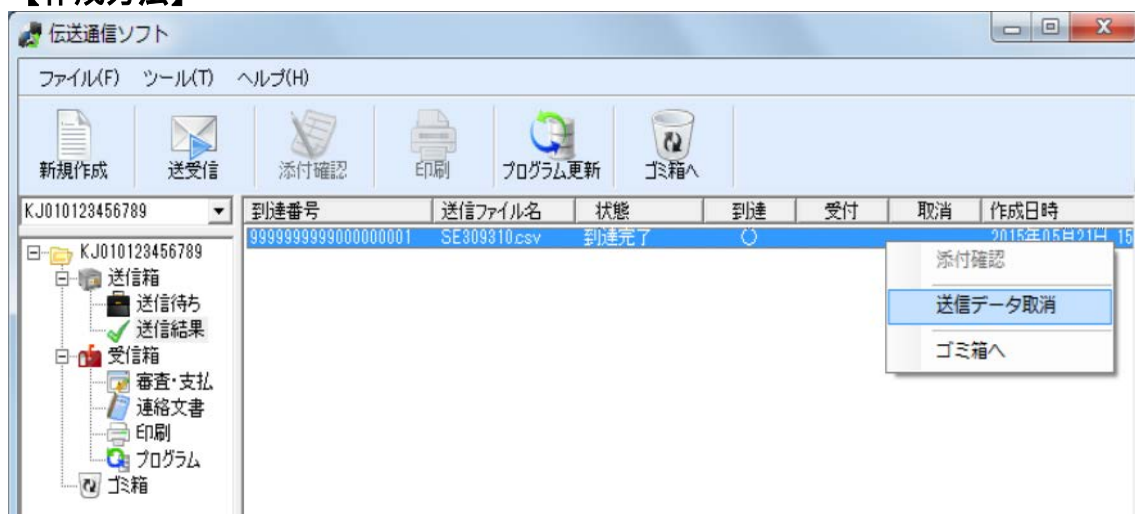 【作成方法】
伝送通信ソフト
ファイル(F) ツール(T) ヘルプ(H)
新規作成 送受信 添付確認 印刷 プログラム更新 ゴミ箱へ
KJ010123456789 到達番号 送信ファイル名 状態 到達 受付 取消 作成日時
9999999999000000001 SE309310.csv 到達完了 ○ 2015年05月21日 15
KJ010123456789
送信箱
送信待ち
送信結果
受信箱
審査・支払
連絡文書
印刷
プログラム
ゴミ箱
添付確認
送信データ取消
ゴミ箱へ